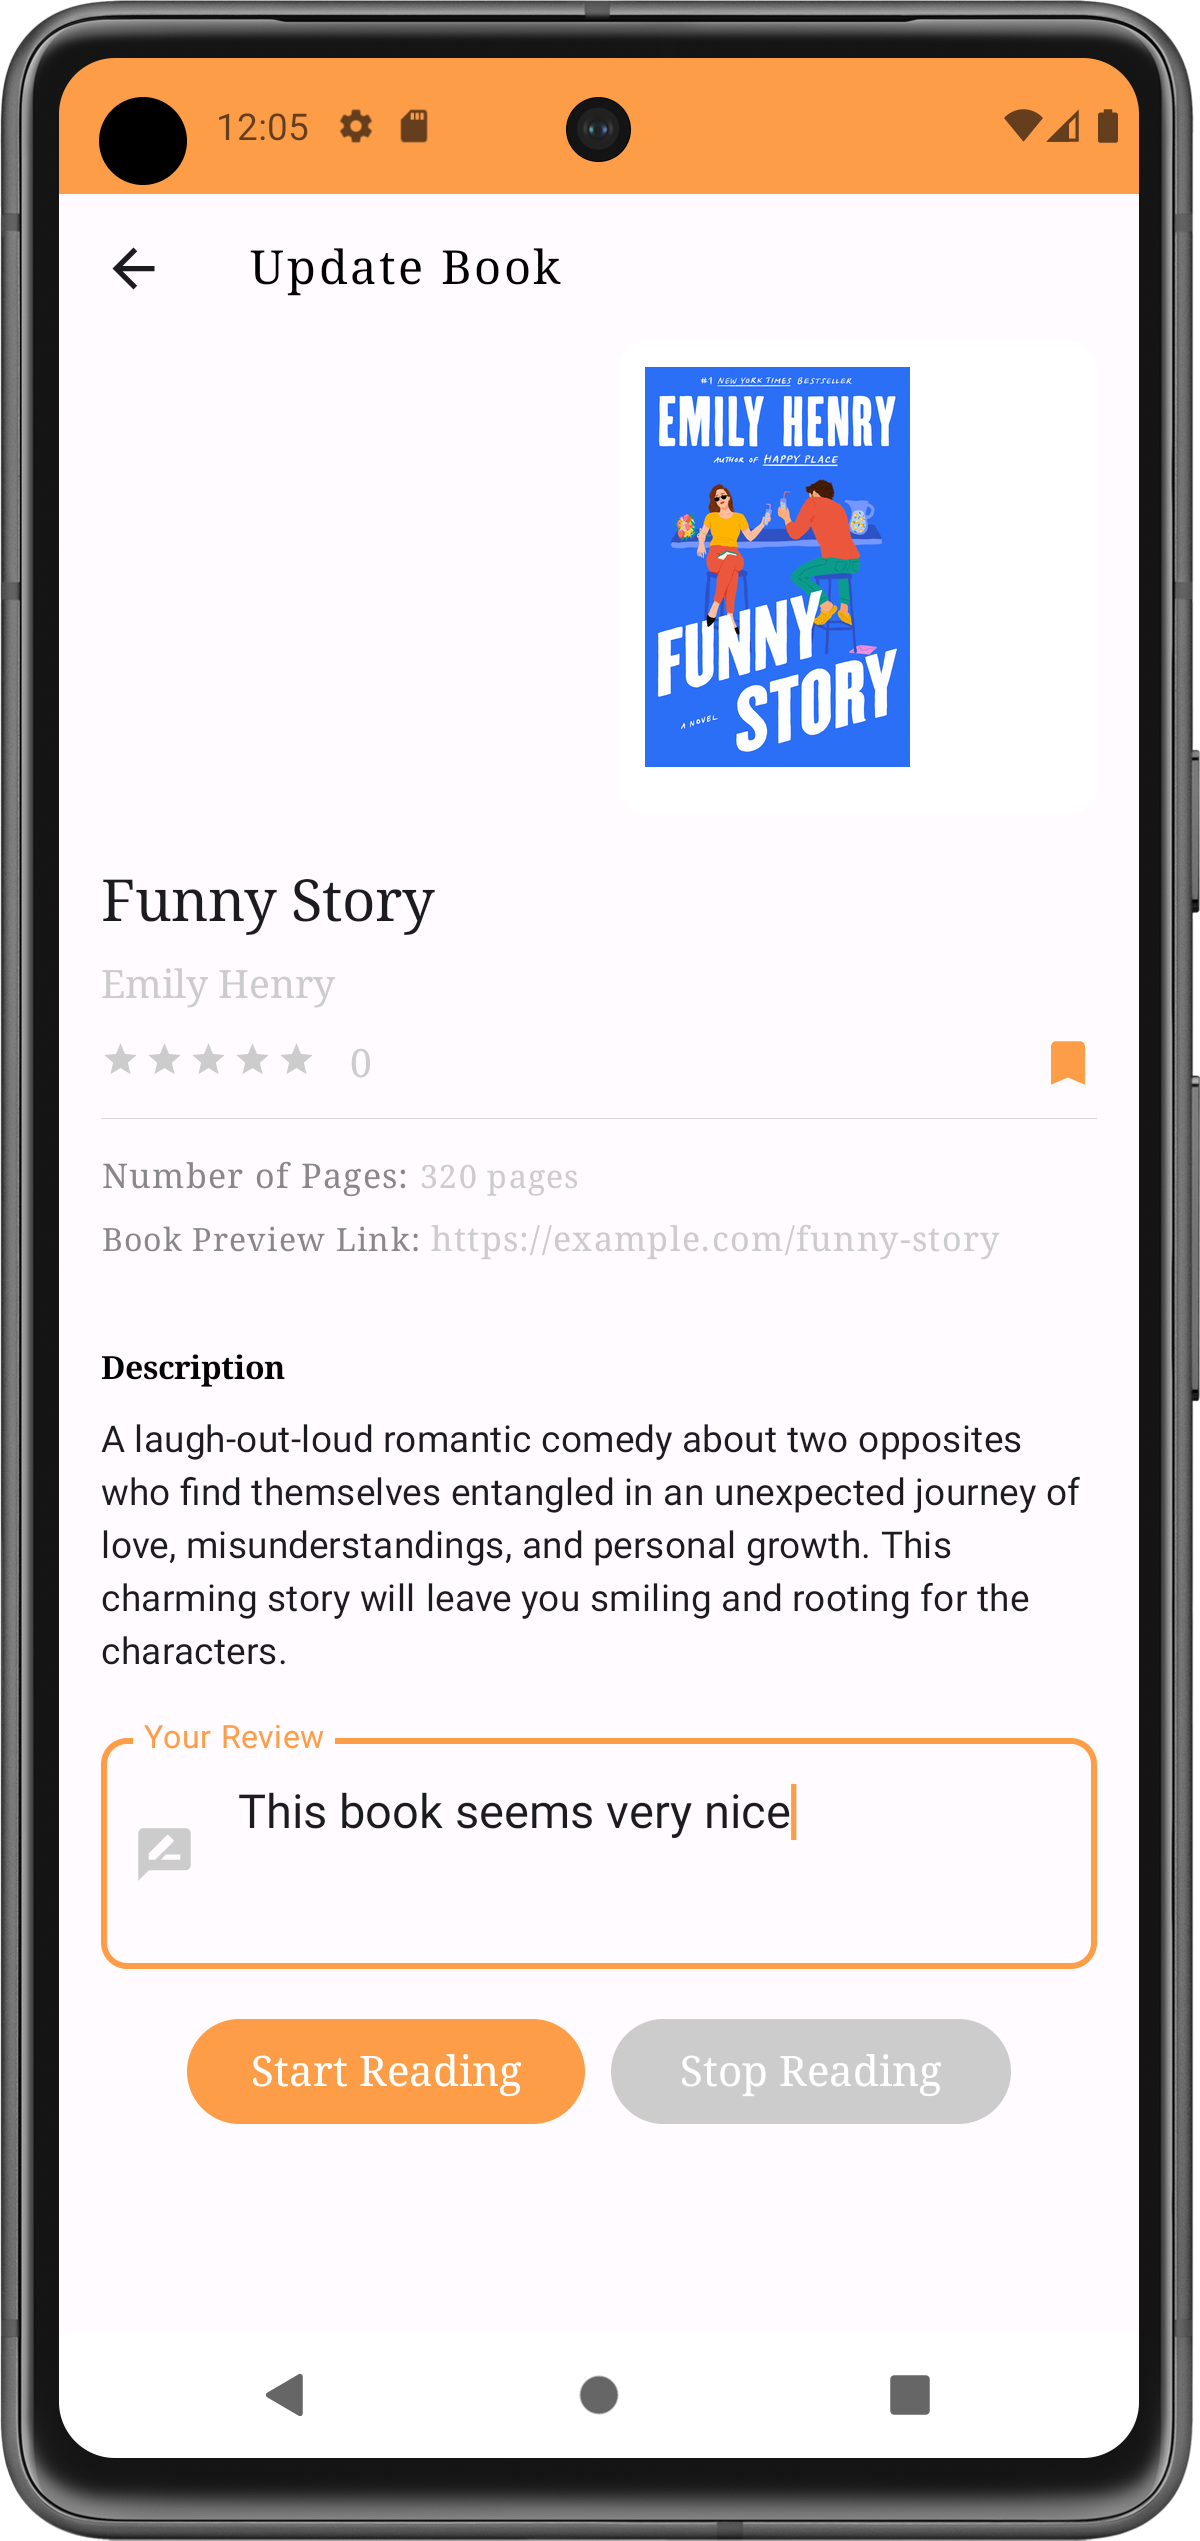 12:05
Update Book
#1 NEW YORK TIMES BESTSELLER
EMILY HENRY
AUTHOR OF HAPPY PLACE
FUNNY
STORY
A NOVEL
Funny Story
Emily Henry
0
Number of Pages: 320 pages
Book Preview Link: https://example.com/funny-story
Description
A laugh-out-loud romantic comedy about two opposites
who find themselves entangled in an unexpected journey of
love, misunderstandings, and personal growth. This
charming story will leave you smiling and rooting for the
characters.
Your Review
This book seems very nice
Start Reading
Stop Reading